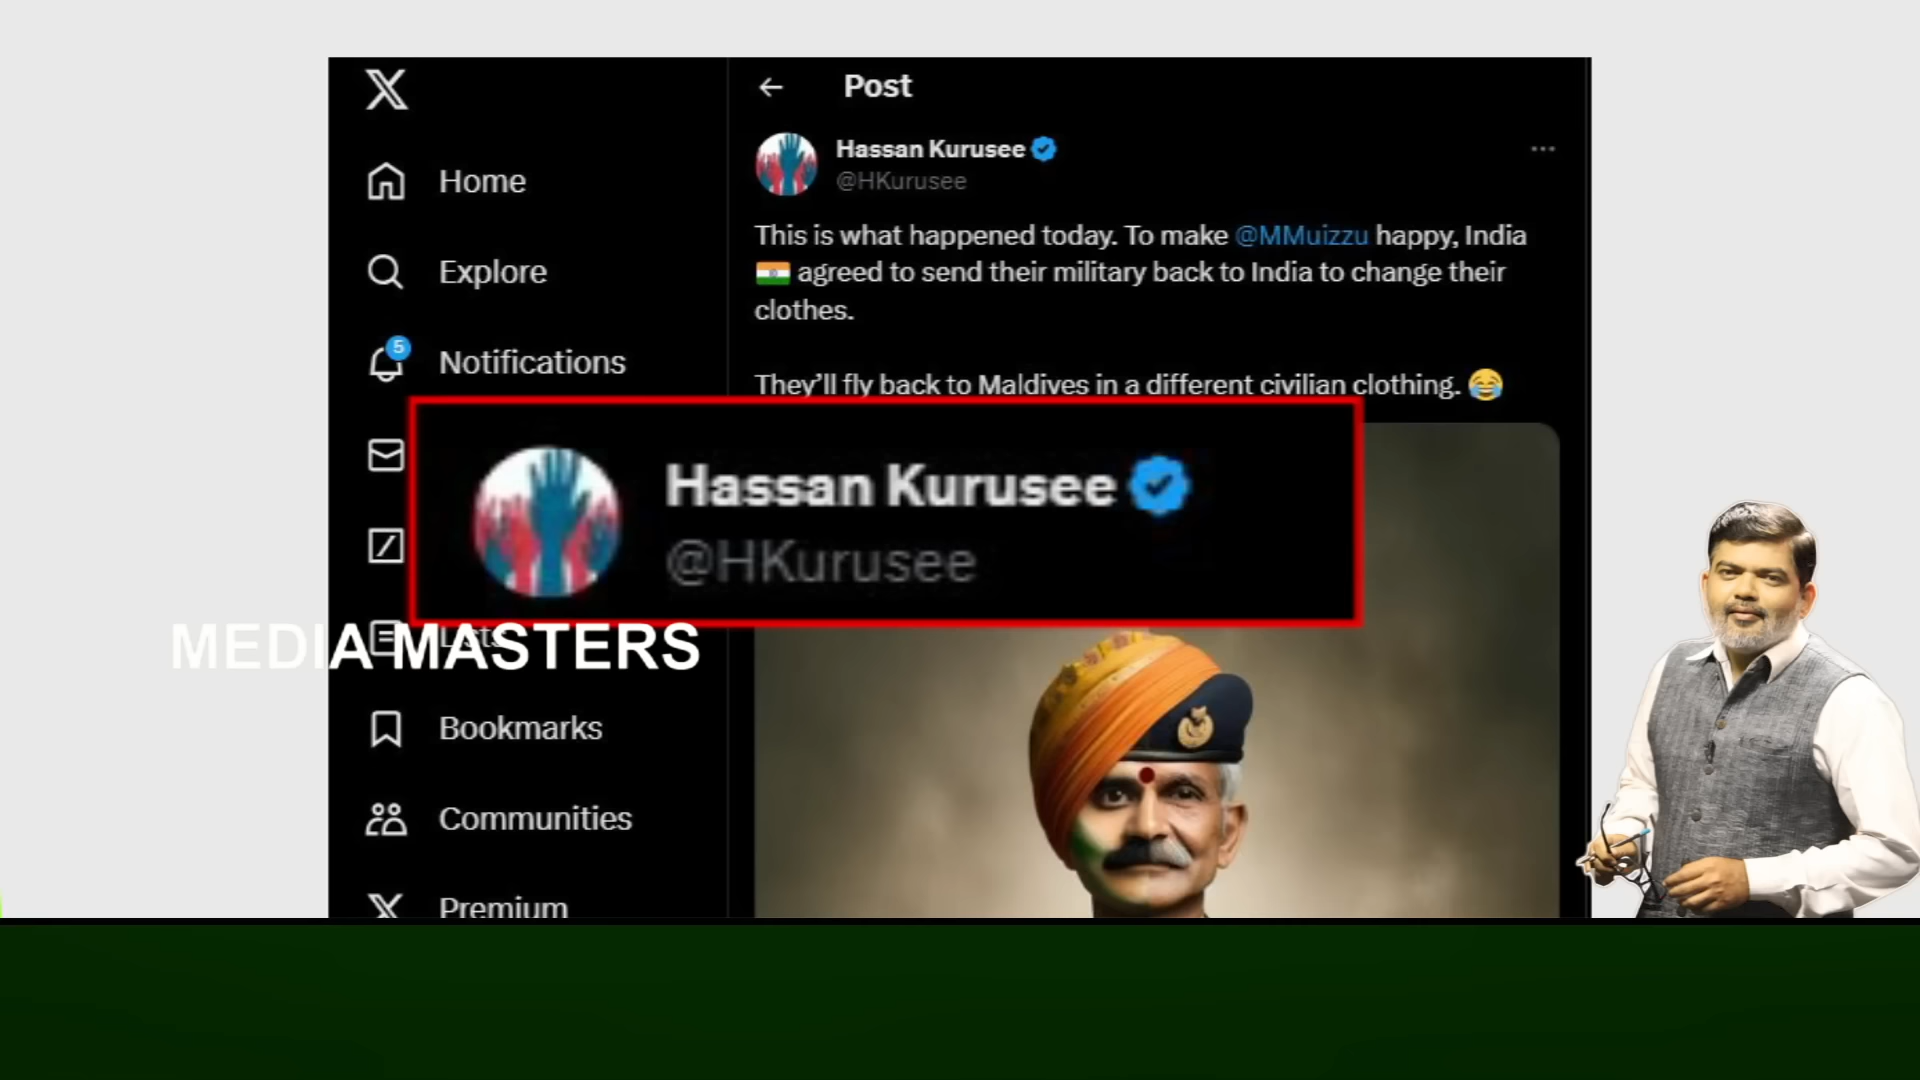 Post
Hassan Kurusee
@HKurusee
This is what happened today. To make @MMuizzu happy, India
🇮🇳 agreed to send their military back to India to change their
clothes.
They'll fly back to Maldives in a different civilian clothing. 😂
Home
Explore
5
Notifications
Hassan Kurusee
@HKurusee
Lists
MEDIA MASTERS
Bookmarks
Communities
Premium